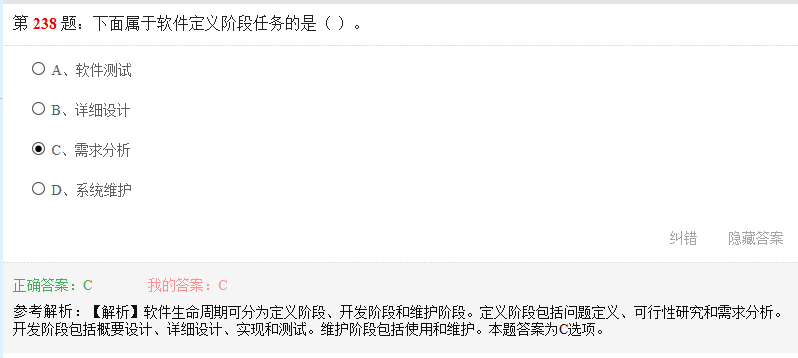 第 238 题：下面属于软件定义阶段任务的是（ ）。
A、软件测试
B、详细设计
C、需求分析
D、系统维护
纠错 隐藏答案
正确答案：C 我的答案：C
参考解析：【解析】软件生命周期可分为定义阶段、开发阶段和维护阶段。定义阶段包括问题定义、可行性研究和需求分析。
开发阶段包括概要设计、详细设计、实现和测试。维护阶段包括使用和维护。本题答案为C选项。